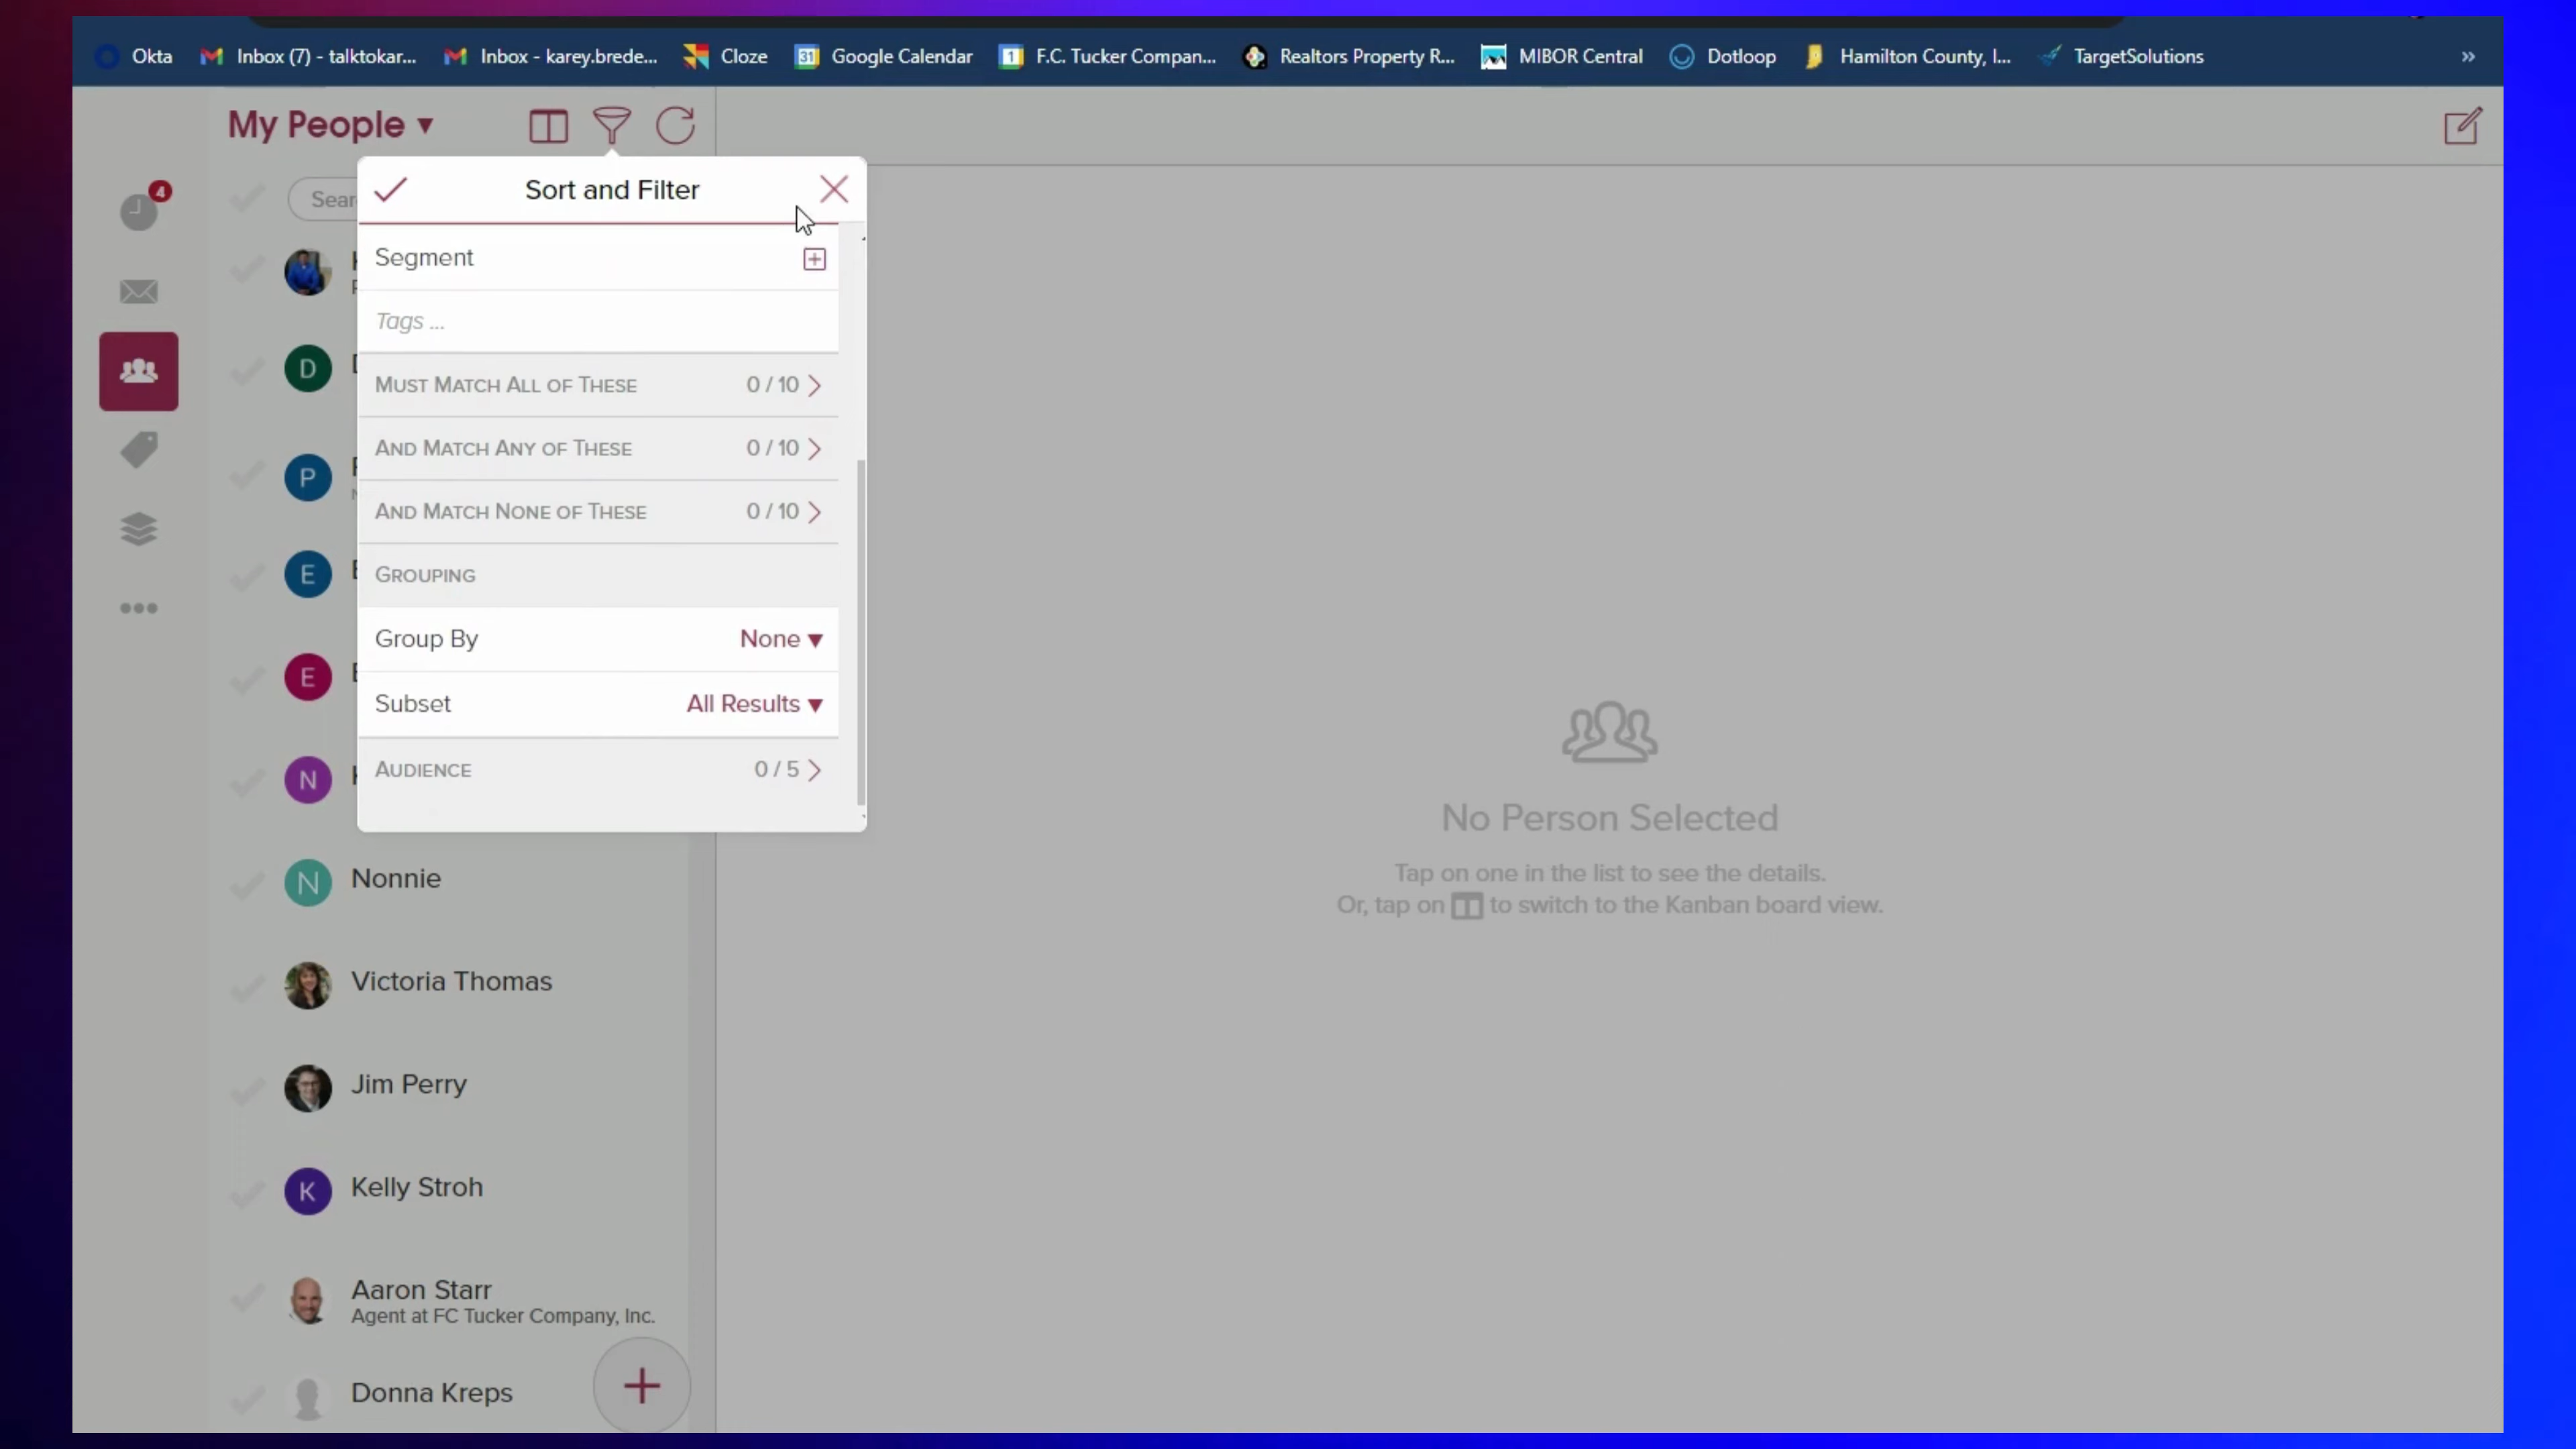 Okta
Inbox (7) - talktokar...
Inbox - karey.brede...
Cloze
31
Google Calendar
1
F.C. Tucker Compan...
Realtors Property R...
MIBOR Central
Dotloop
Hamilton County, I...
TargetSolutions
»
My People ▼
4
Sort and Filter
Segment
Tags ...
MUST MATCH ALL OF THESE 0 / 10
AND MATCH ANY OF THESE 0 / 10
AND MATCH NONE OF THESE 0 / 10
GROUPING
Group By None ▼
Subset All Results ▼
AUDIENCE 0 / 5
D
P
E
E
N
N Nonnie
Victoria Thomas
Jim Perry
K Kelly Stroh
Aaron Starr
Agent at FC Tucker Company, Inc.
Donna Kreps
No Person Selected
Tap on one in the list to see the details.
Or, tap on to switch to the Kanban board view.